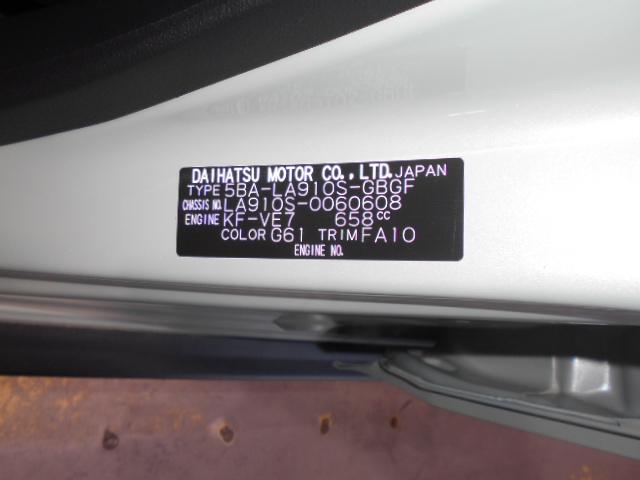 DAIHATSU MOTOR CO.,LTD. JAPAN
TYPE 5BA-LA910S-GBGF
CHASSIS NO. LA910S-0060608
ENGINE KF-VE7 658cc
COLOR G61 TRIM FA10
ENGINE NO.